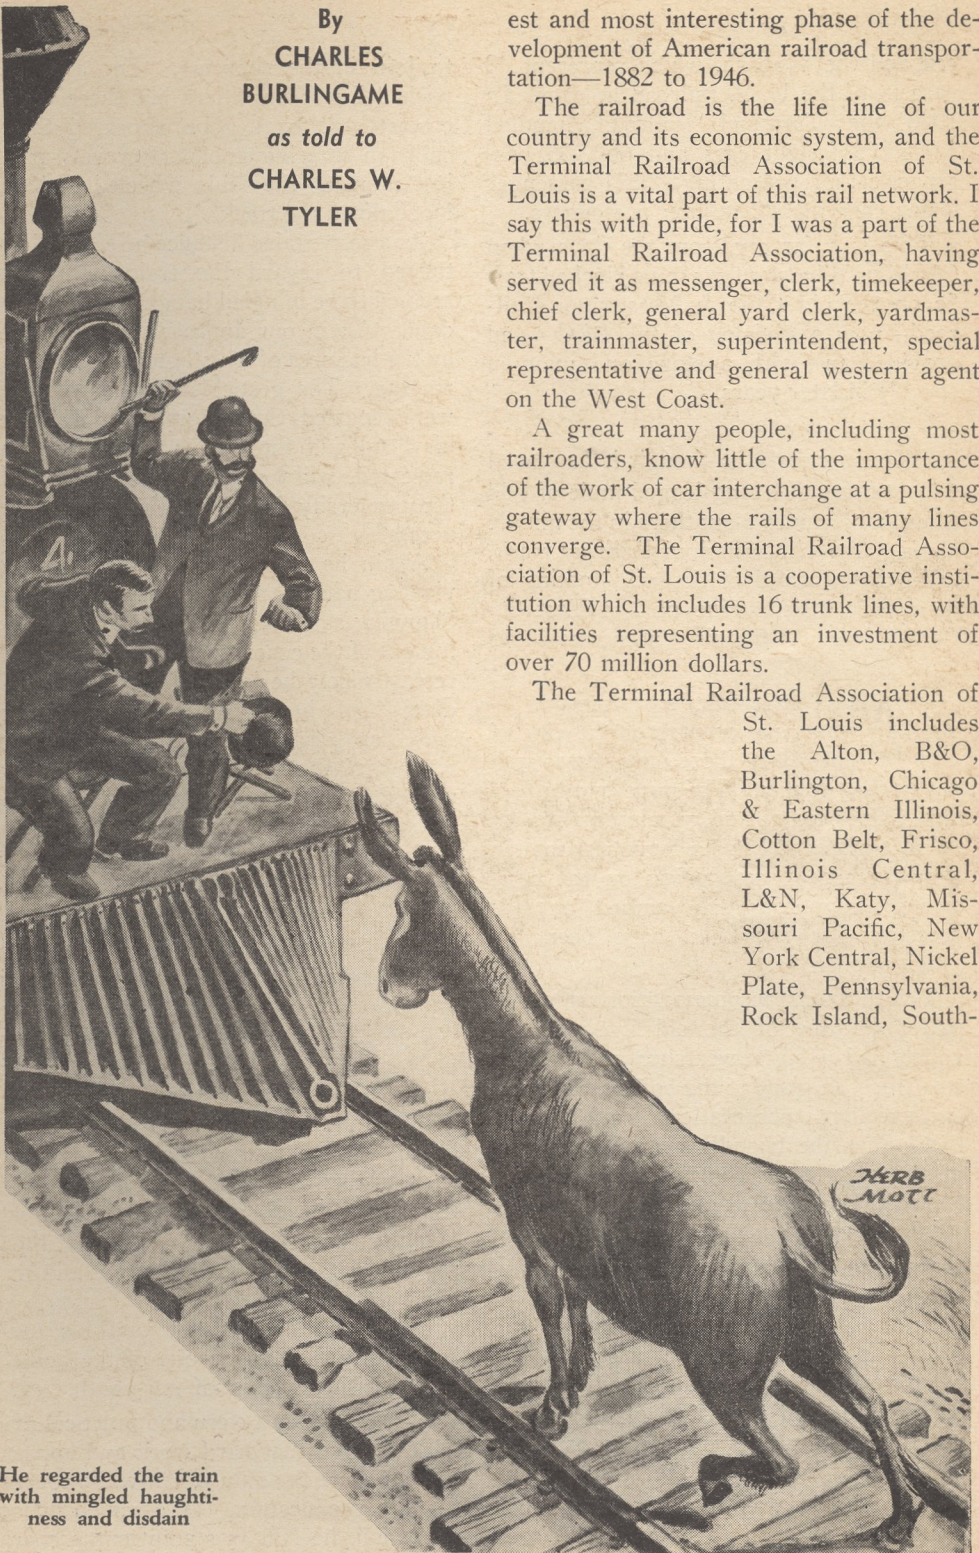 By
CHARLES
BURLINGAME
as told to
CHARLES W.
TYLER
est and most interesting phase of the de-
velopment of American railroad transpor-
tation—1882 to 1946.
The railroad is the life line of our
country and its economic system, and the
Terminal Railroad Association of St.
Louis is a vital part of this rail network. I
say this with pride, for I was a part of the
Terminal Railroad Association, having
served it as messenger, clerk, timekeeper,
chief clerk, general yard clerk, yardmas-
ter, trainmaster, superintendent, special
representative and general western agent
on the West Coast.
A great many people, including most
railroaders, know little of the importance
of the work of car interchange at a pulsing
gateway where the rails of many lines
converge. The Terminal Railroad Asso-
ciation of St. Louis is a cooperative insti-
tution which includes 16 trunk lines, with
facilities representing an investment of
over 70 million dollars.
The Terminal Railroad Association of
St. Louis includes
the Alton, B&O,
Burlington, Chicago
& Eastern Illinois,
Cotton Belt, Frisco,
Illinois Central,
L&N, Katy, Mis-
souri Pacific, New
York Central, Nickel
Plate, Pennsylvania,
Rock Island, South-
HERB
MOTT
He regarded the train
with mingled haughti-
ness and disdain